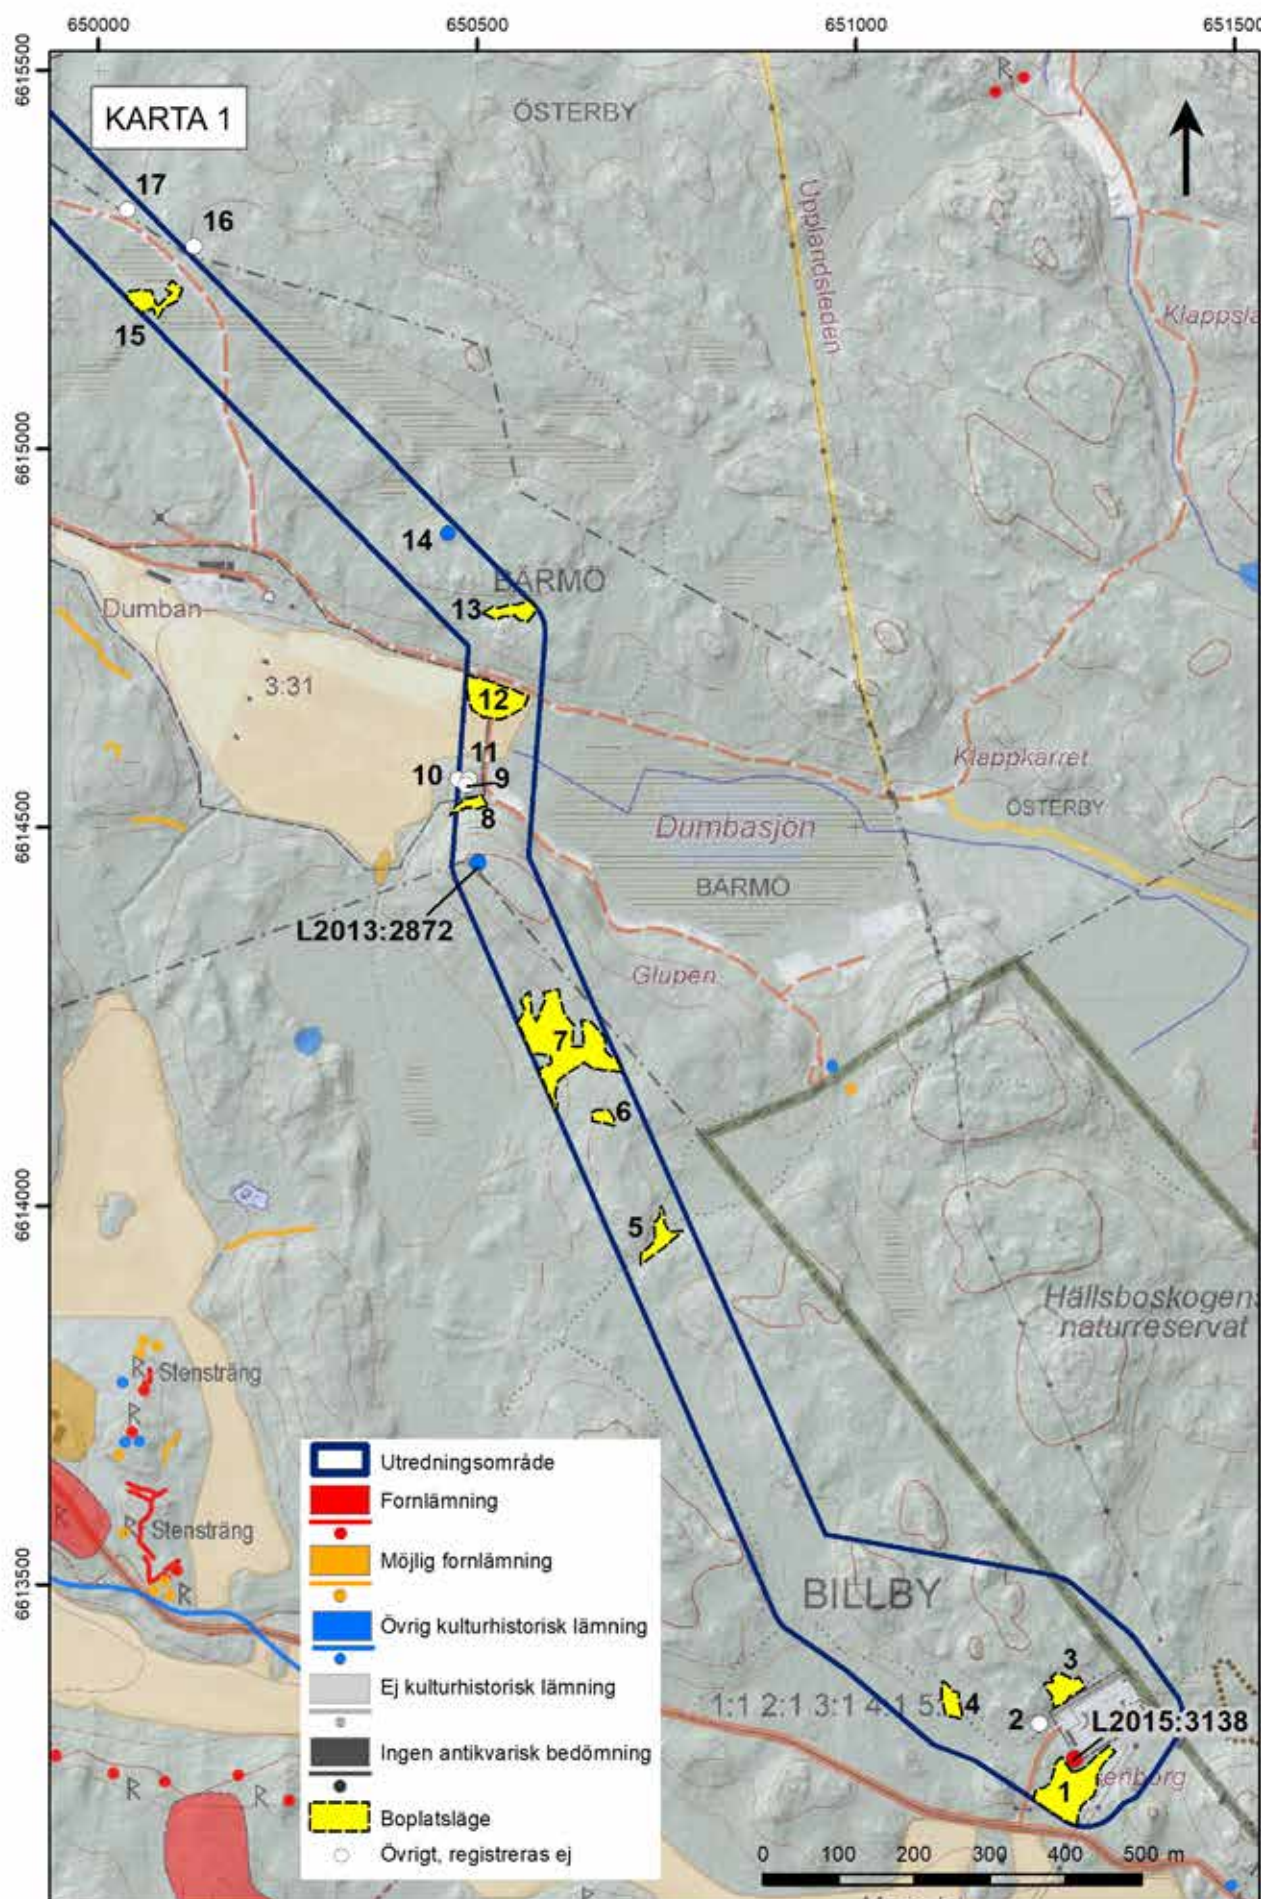 650000
650500
651000
65150
6615500
KARTA 1
ÖSTERBY
R
17
16
Upplandsleden
Klappsla
15
6615000
14
BÄRMÖ
Dumban
13
3:31
12
11
10
9
8
Klappkärret
ÖSTERBY
6614500
Dumbasjön
BÄRMÖ
L2013:2872
Glupen
7
6
6614000
5
Hällsboskogens
naturreservat
R
Stensträng
R
R
Stensträng
R
R
6613500
Utredningsområde
Fornlämning
Möjlig fornlämning
Övrig kulturhistorisk lämning
Ej kulturhistorisk lämning
Ingen antikvarisk bedömning
Boplatsläge
Övrigt, registreras ej
BILLBY
3
1:1 2:1 3:1 4:1 5:
4
2
L2015:3138
1
senborg
R
R
0 100 200 300 400 500 m
R